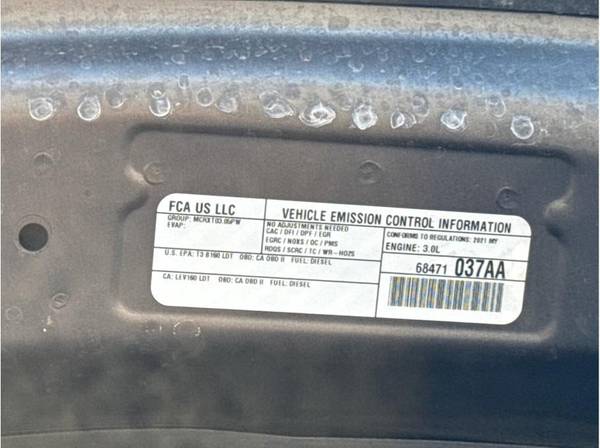 FCA US LLC
VEHICLE EMISSION CONTROL INFORMATION
GROUP: MCRXT03.05PW
EVAP:
NO ADJUSTMENTS NEEDED
CAC / DFI / DPF / EGR
EGRC / NOXS / OC / PMS
RDQS / SCRC / TC / WR-HO2S
CONFORMS TO REGULATIONS: 2021 MY
ENGINE: 3.0L
U.S. EPA: T3 B160 LDT OBD: CA OBD II FUEL: DIESEL
CA: LEV160 LDT OBD: CA OBD II FUEL: DIESEL
68471 037AA